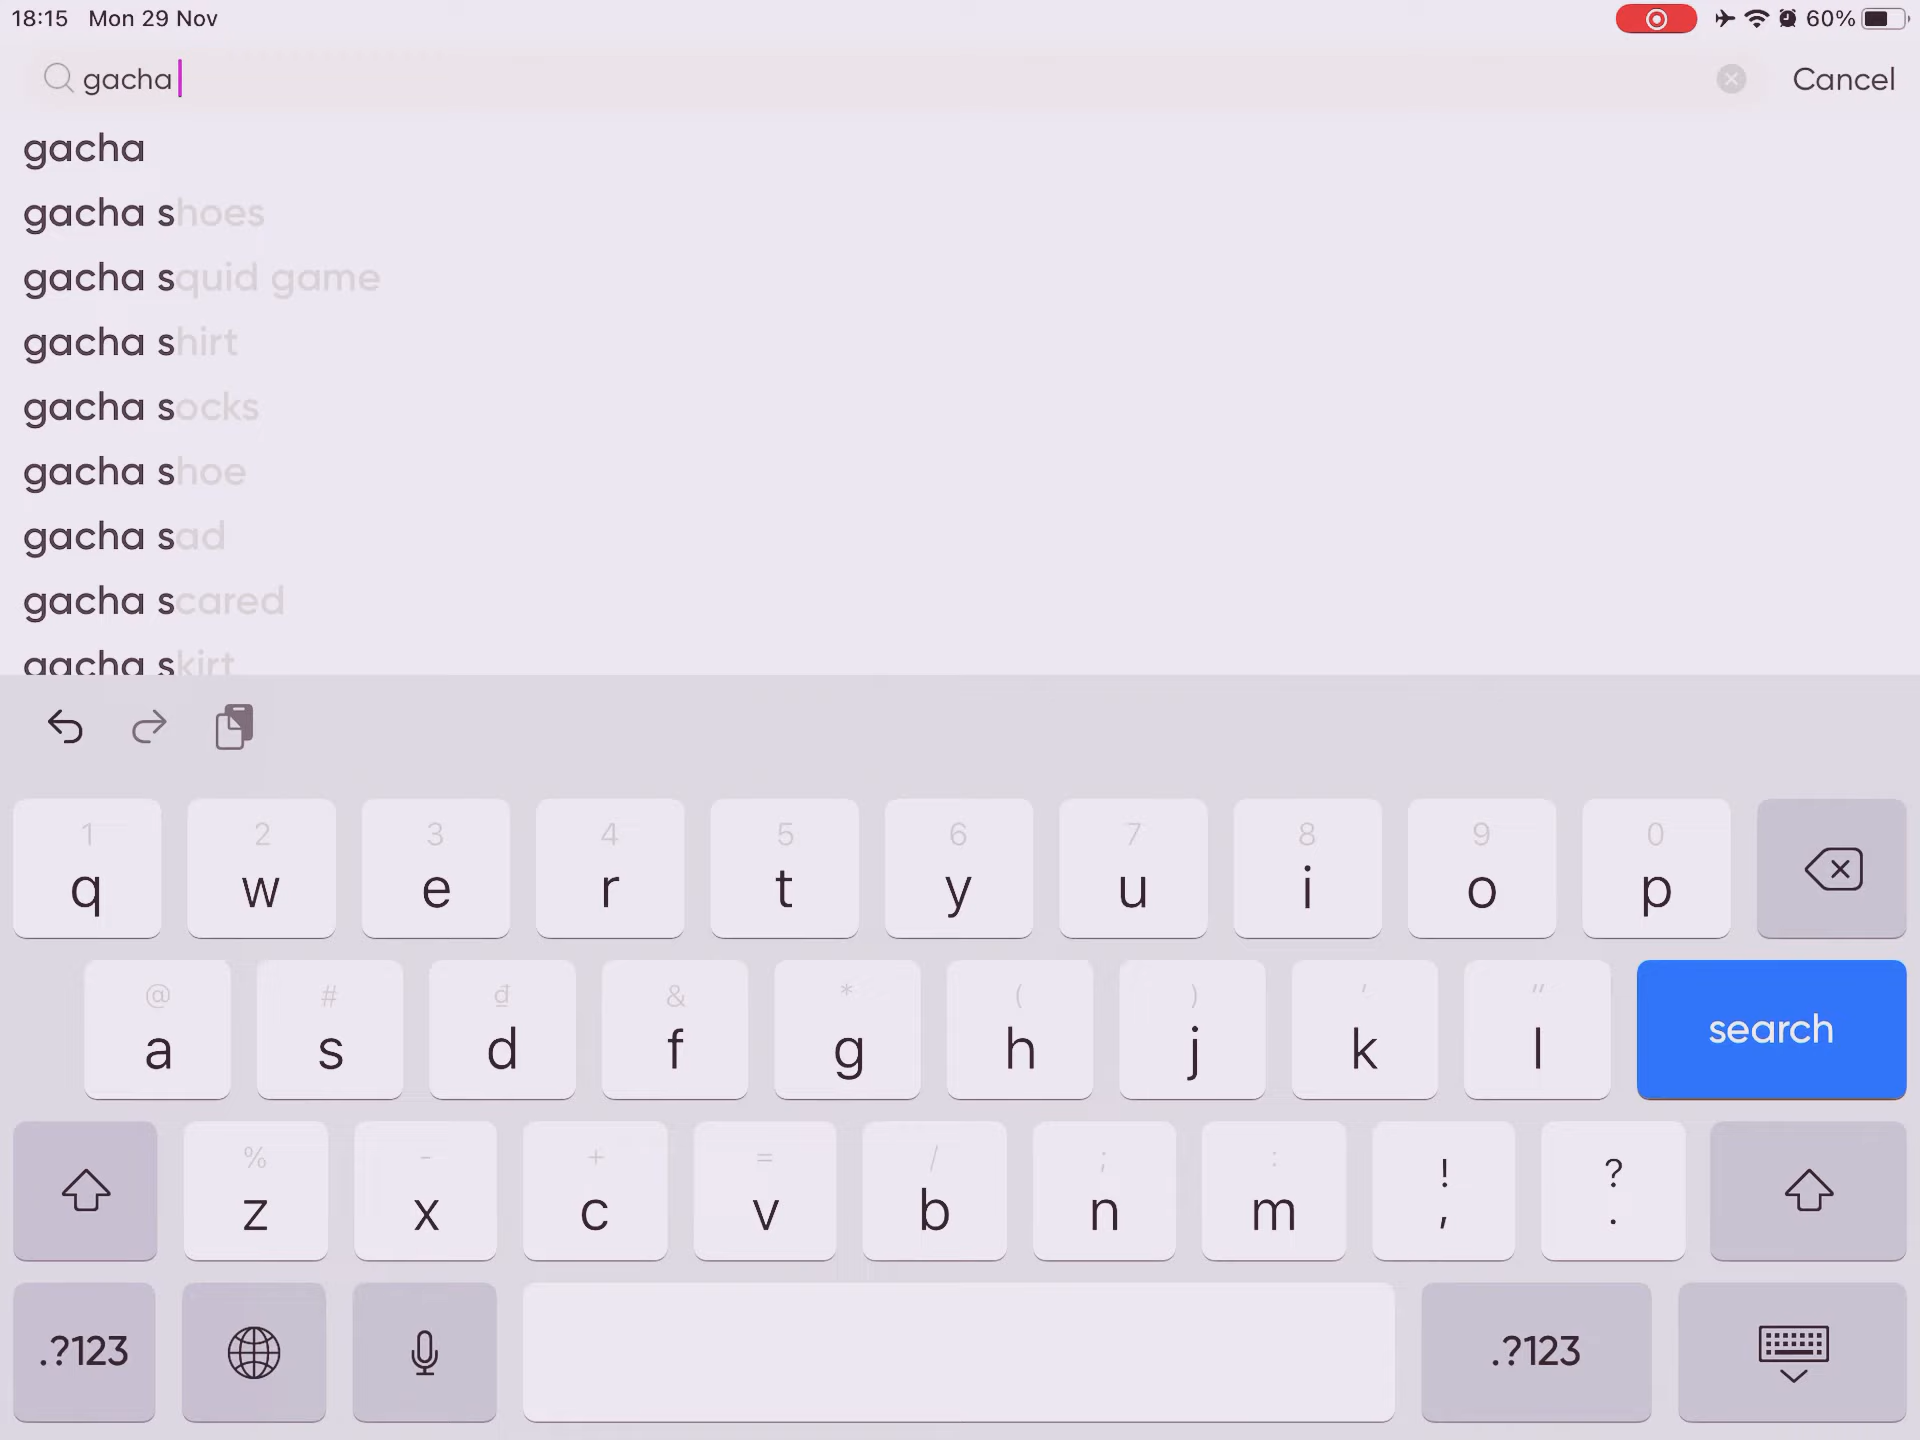 18:15 Mon 29 Nov 60%
gacha Cancel
gacha
gacha shoes
gacha squid game
gacha shirt
gacha socks
gacha shoe
gacha sad
gacha scared
gacha skirt
1 2 3 4 5 6 7 8 9 0
q w e r t y u i o p
@ # đ & * ( ) ' "
a s d f g h j k l search
% - + = / ; : ! ?
z x c v b n m , .
.?123 .?123